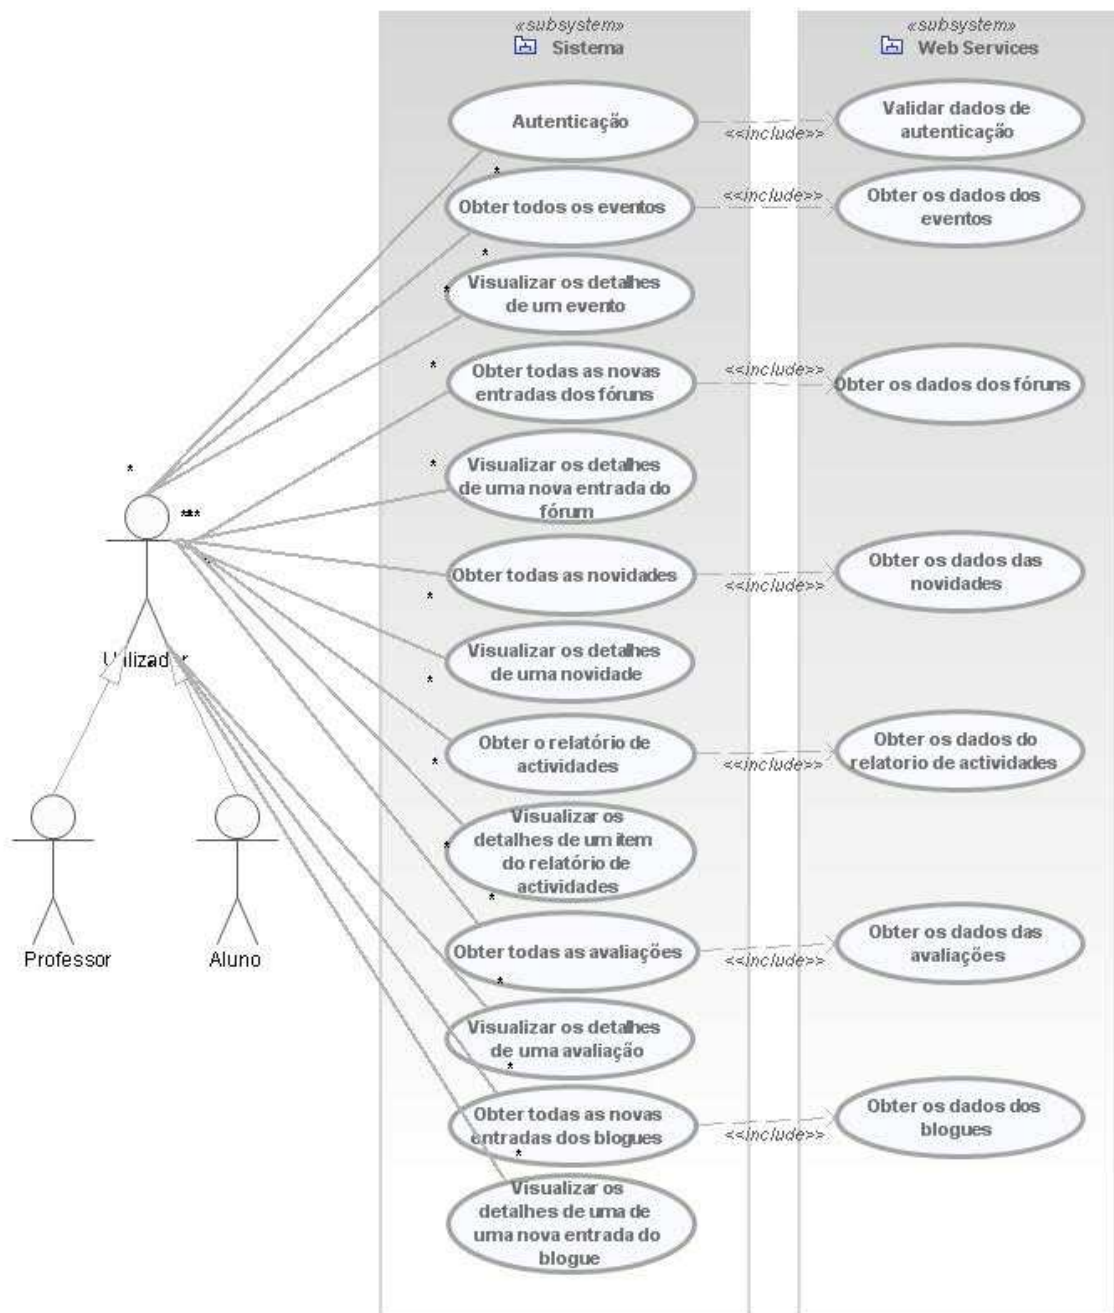 «subsystem»
Sistema
«subsystem»
Web Services
Autenticação
<<include>>
Validar dados de
autenticação
*
Obter todos os eventos
<<include>>
Obter os dados dos
eventos
*
Visualizar os detalhes
de um evento
*
Obter todas as novas
entradas dos fóruns
*
<<include>>
Obter os dados dos fóruns
Visualizar os detalhes
de uma nova entrada do
fórum
*
*
***
Obter todas as novidades
<<include>>
Obter os dados das
novidades
*
Visualizar os detalhes
de uma novidade
*
Utilizador
Obter o relatório de
actividades
*
<<include>>
Obter os dados do
relatorio de actividades
Visualizar os
detalhes de um item
do relatório de
actividades
*
*
Professor
Aluno
Obter todas as avaliações
<<include>>
Obter os dados das
avaliações
*
Visualizar os detalhes
de uma avaliação
*
Obter todas as novas
entradas dos blogues
<<include>>
Obter os dados dos
blogues
*
Visualizar os
detalhes de uma de
uma nova entrada do
blogue